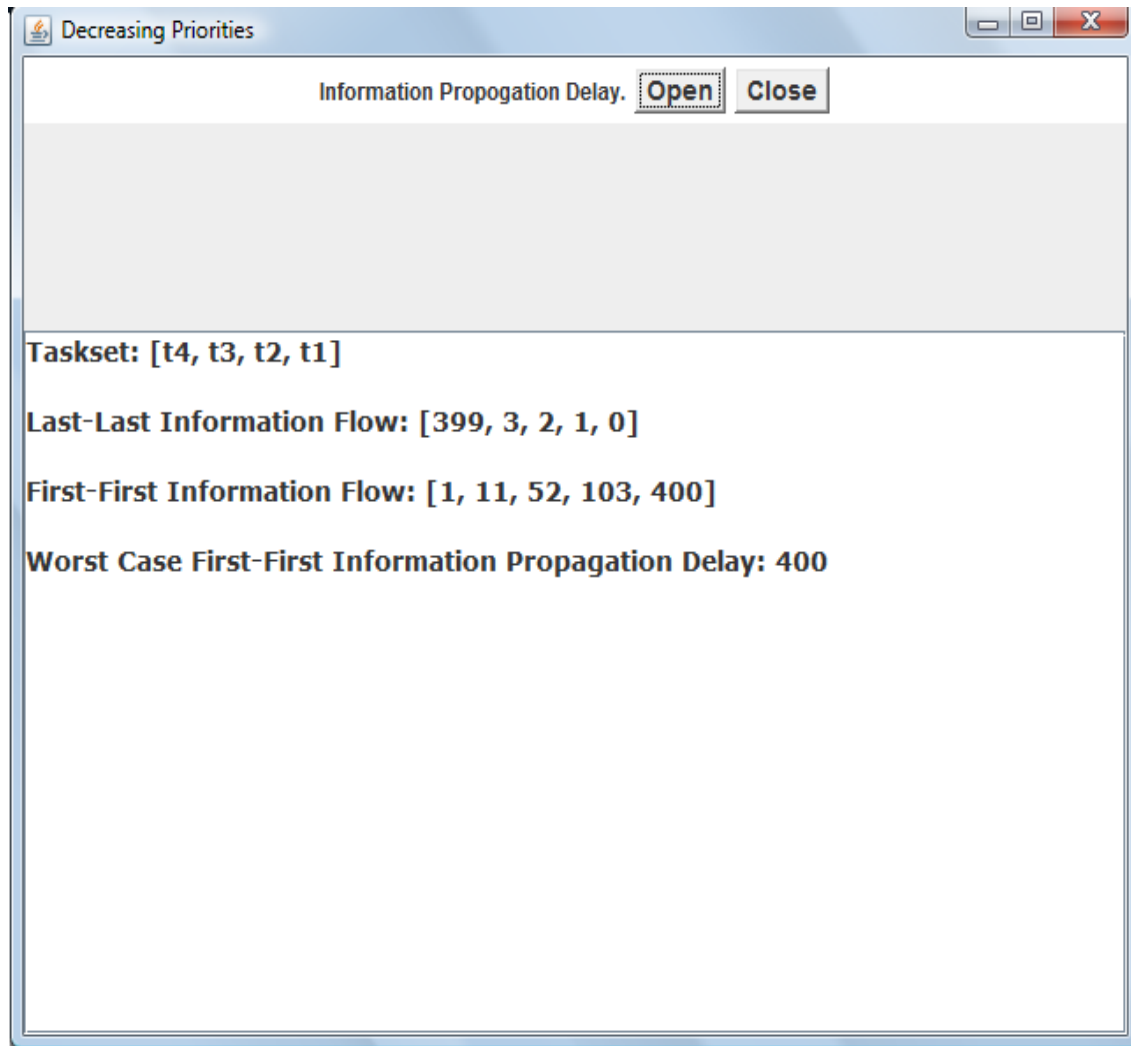 Decreasing Priorities
Information Propogation Delay. Open Close
Taskset: [t4, t3, t2, t1]
Last-Last Information Flow: [399, 3, 2, 1, 0]
First-First Information Flow: [1, 11, 52, 103, 400]
Worst Case First-First Information Propagation Delay: 400